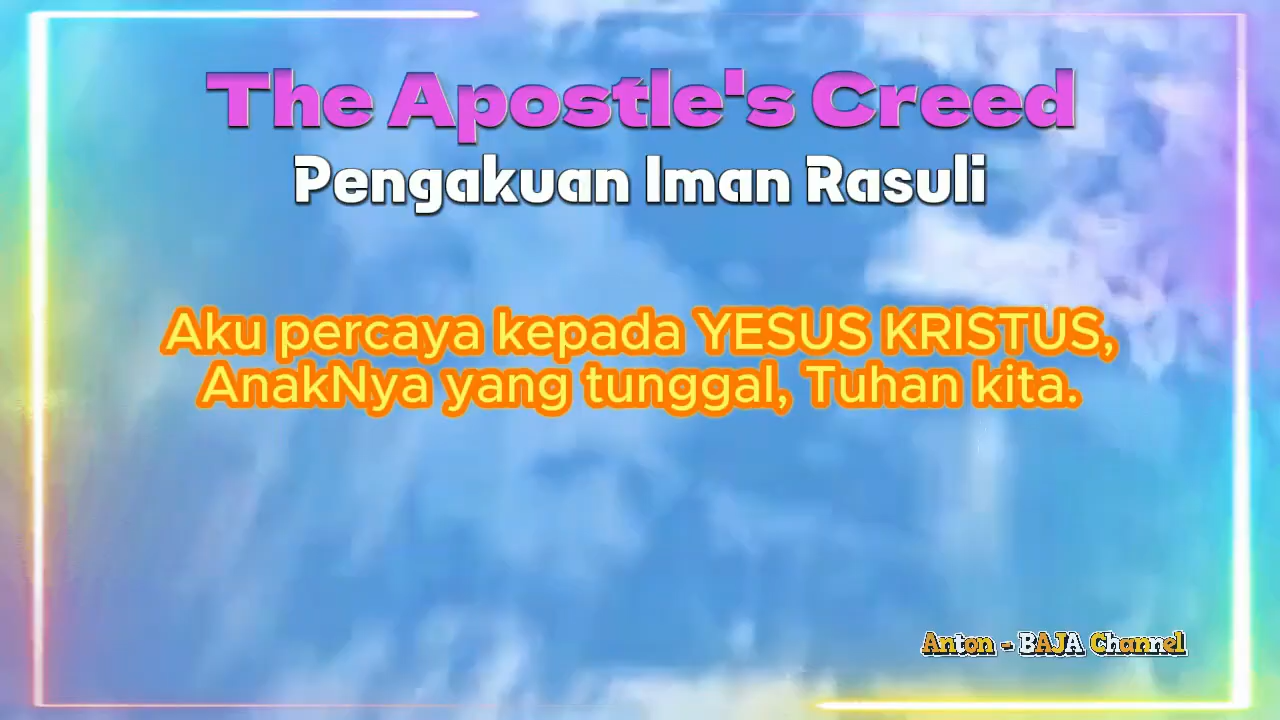 The Apostle's Creed
Pengakuan Iman Rasuli
Aku percaya kepada YESUS KRISTUS,
AnakNya yang tunggal, Tuhan kita.
Anton - BAJA Channel